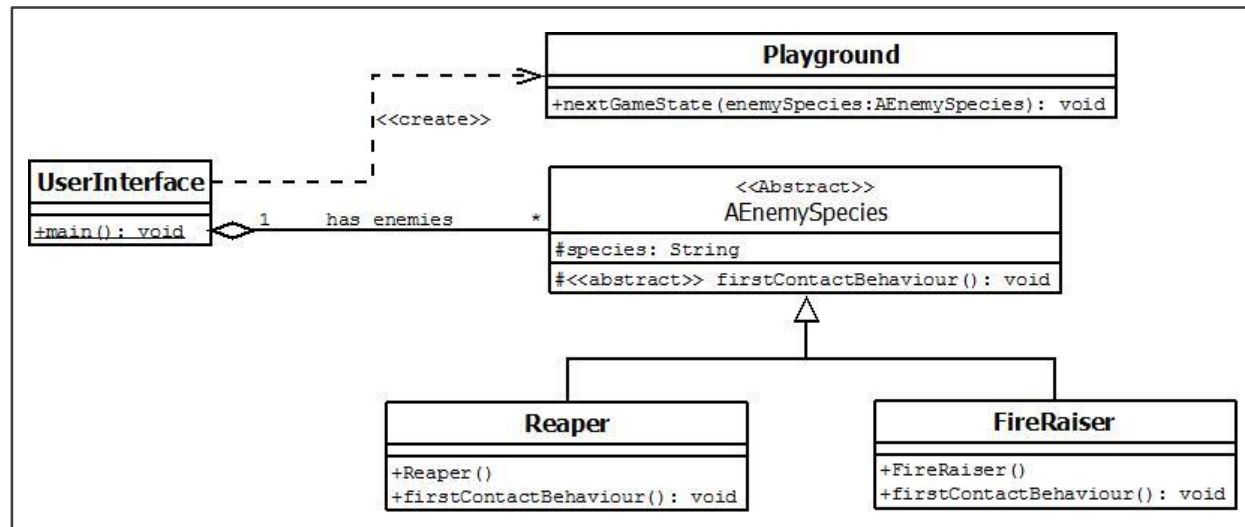 Playground
+nextGameState(enemySpecies:AEnemySpecies): void
<<create>>
UserInterface
+main(): void
1 has enemies *
<<Abstract>>
AEnemySpecies
#species: String
#<<abstract>> firstContactBehaviour(): void
Reaper
+Reaper()
+firstContactBehaviour(): void
FireRaiser
+FireRaiser()
+firstContactBehaviour(): void